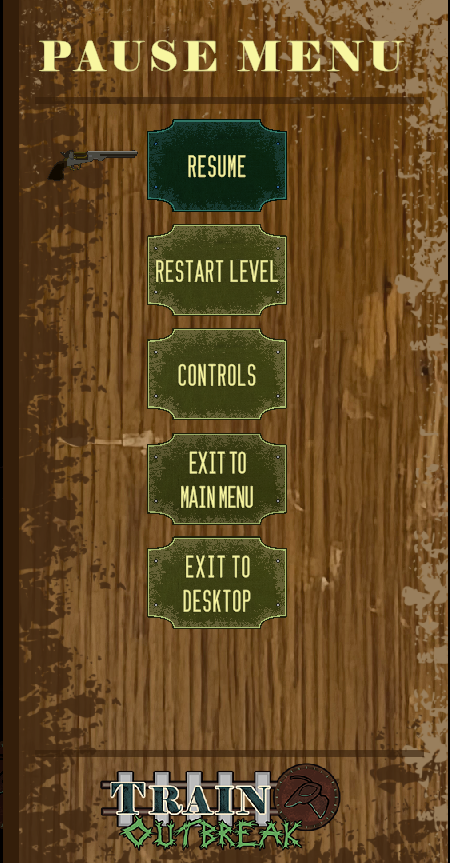 PAUSE MENU
RESUME
RESTART LEVEL
CONTROLS
EXIT TO
MAIN MENU
EXIT TO
DESKTOP
TRAIN
OUTBREAK